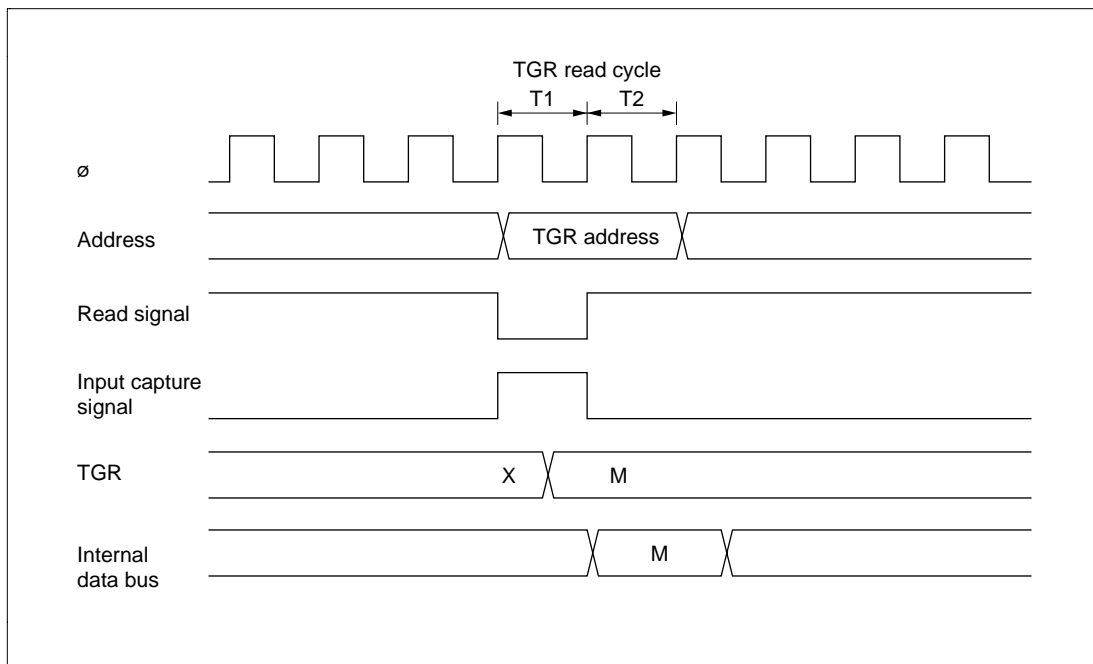 TGR read cycle
T1 T2
ø
Address
TGR address
Read signal
Input capture
signal
TGR
X M
Internal
data bus
M